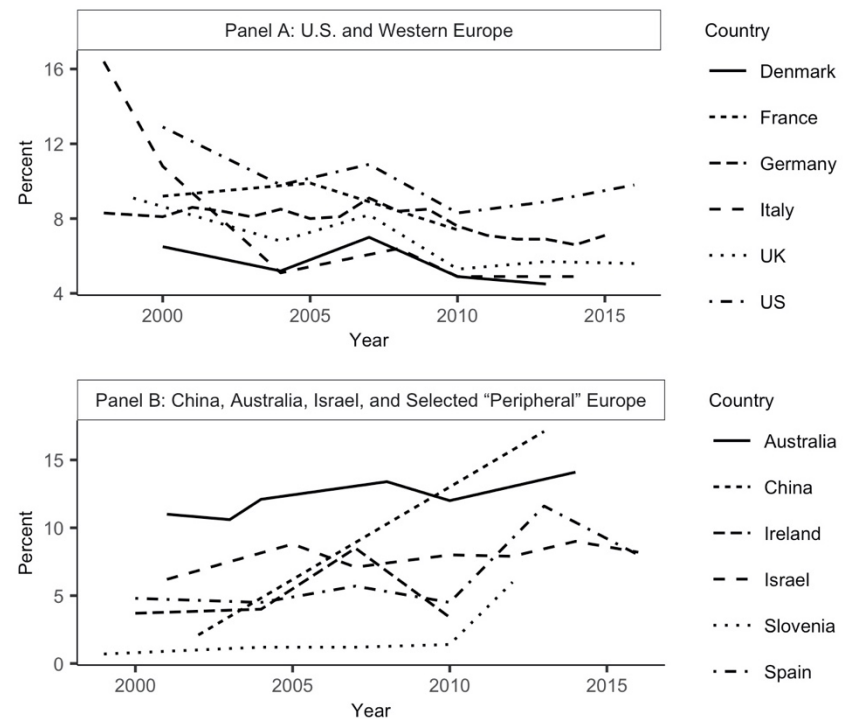 Panel A: U.S. and Western Europe
Country
16
12
8
4
Percent
2000
2005
2010
2015
Year
Denmark
France
Germany
Italy
UK
US
Panel B: China, Australia, Israel, and Selected “Peripheral” Europe
Country
15
10
5
0
Percent
2000
2005
2010
2015
Year
Australia
China
Ireland
Israel
Slovenia
Spain